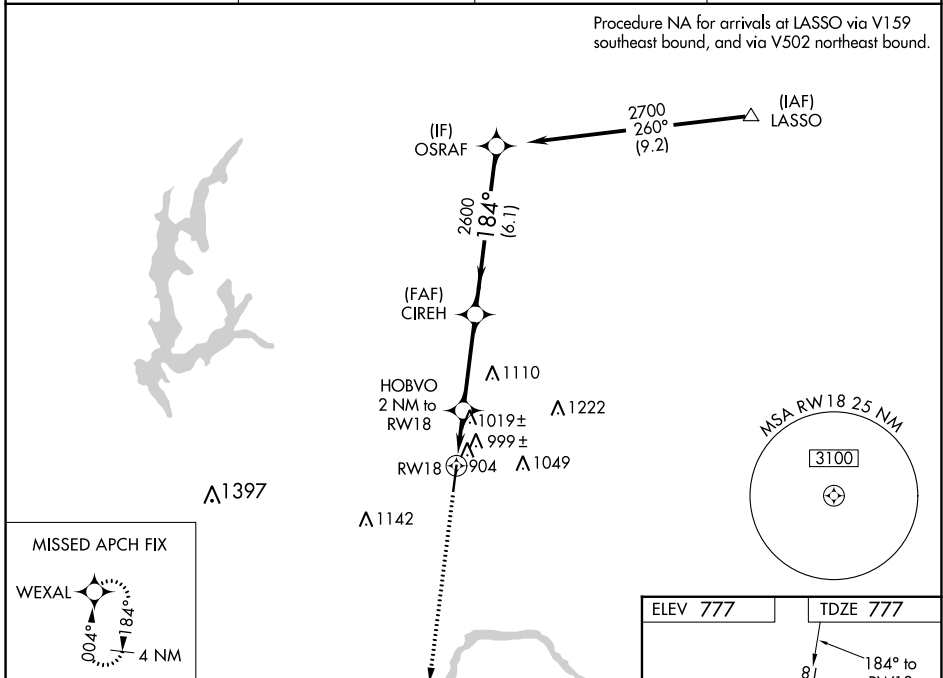 Procedure NA for arrivals at LASSO via V159
southeast bound, and via V502 northeast bound.
(IAF)
LASSO
2700
260°
(9.2)
(IF)
OSRAF
2600
184°
(6.1)
(FAF)
CIREH
1110
HOBVO
2 NM to
RW18
1222
1019±
999±
RW18
904
1049
MSA RW18 25 NM
3100
1397
1142
MISSED APCH FIX
WEXAL
004°
184°
4 NM
ELEV 777
TDZE 777
184° to